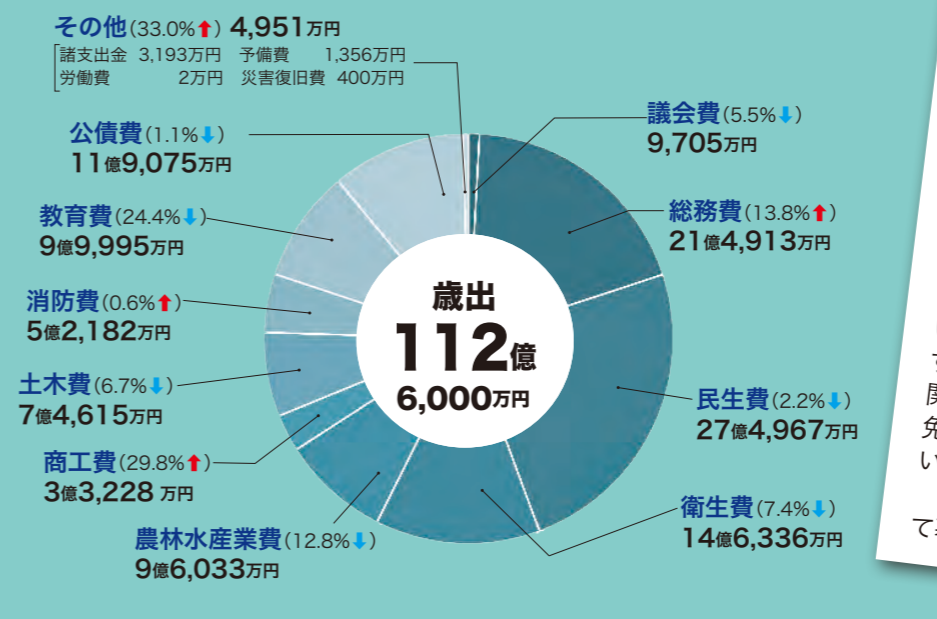 その他(33.0%⬆) 4,951万円
諸支出金 3,193万円 予備費 1,356万円
労働費 2万円 災害復旧費 400万円
議会費(5.5%⬇)
9,705万円
総務費(13.8%⬆)
21億4,913万円
民生費(2.2%⬇)
27億4,967万円
衛生費(7.4%⬇)
14億6,336万円
農林水産業費(12.8%⬇)
9億6,033万円
商工費(29.8%⬆)
3億3,228 万円
土木費(6.7%⬇)
7億4,615万円
消防費(0.6%⬆)
5億2,182万円
教育費(24.4%⬇)
9億9,995万円
公債費(1.1%⬇)
11億9,075万円
歳出
112億
6,000万円
い